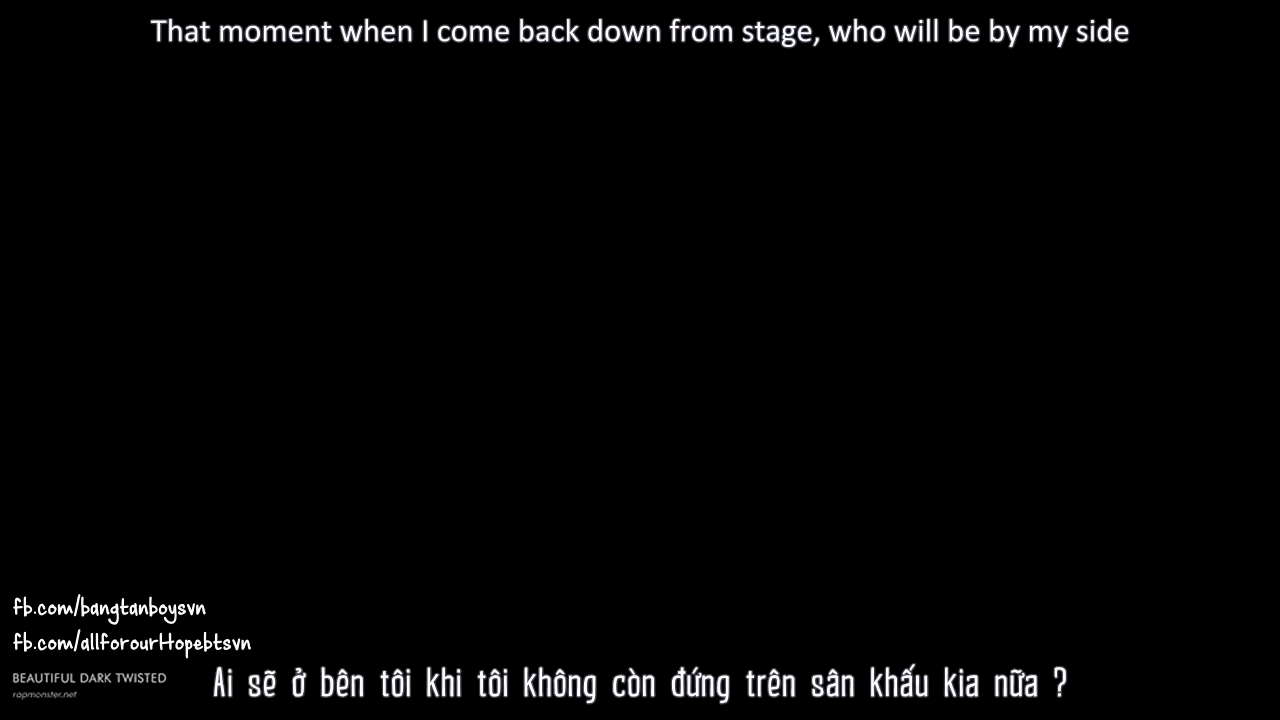 That moment when I come back down from stage, who will be by my side
fb.com/bangtanboysvn
fb.com/allforourHopebtsvn
BEAUTIFUL DARK TWISTED
rapmonster.net
Ai sẽ ở bên tôi khi tôi không còn đứng trên sân khấu kia nữa ?